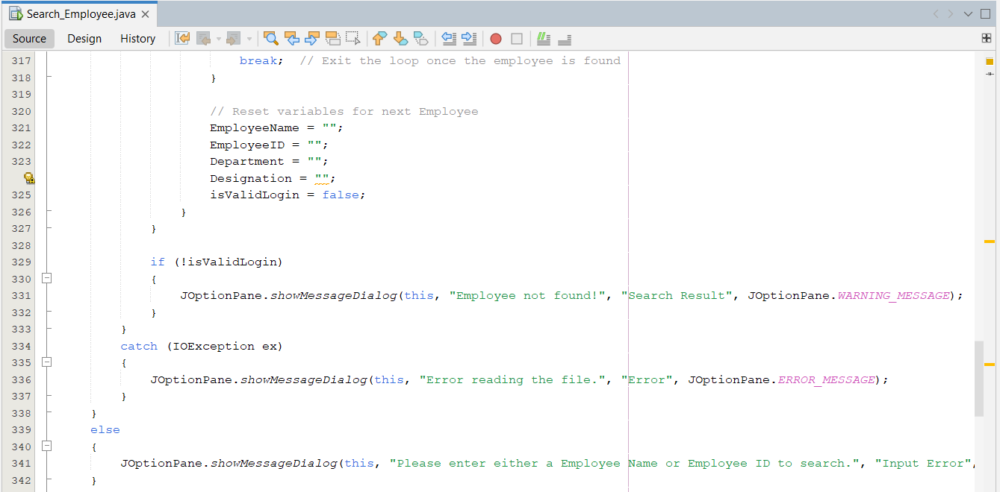 Search_Employee.java
Source Design History
317 break; // Exit the loop once the employee is found
318 }
319
320 // Reset variables for next Employee
321 EmployeeName = "";
322 EmployeeID = "";
323 Department = "";
Designation = "";
325 isValidLogin = false;
326 }
327 }
328
329 if (!isValidLogin)
330 {
331 JOptionPane.showMessageDialog(this, "Employee not found!", "Search Result", JOptionPane.WARNING_MESSAGE);
332 }
333 }
334 catch (IOException ex)
335 {
336 JOptionPane.showMessageDialog(this, "Error reading the file.", "Error", JOptionPane.ERROR_MESSAGE);
337 }
338 }
339 else
340 {
341 JOptionPane.showMessageDialog(this, "Please enter either a Employee Name or Employee ID to search.", "Input Error",
342 }